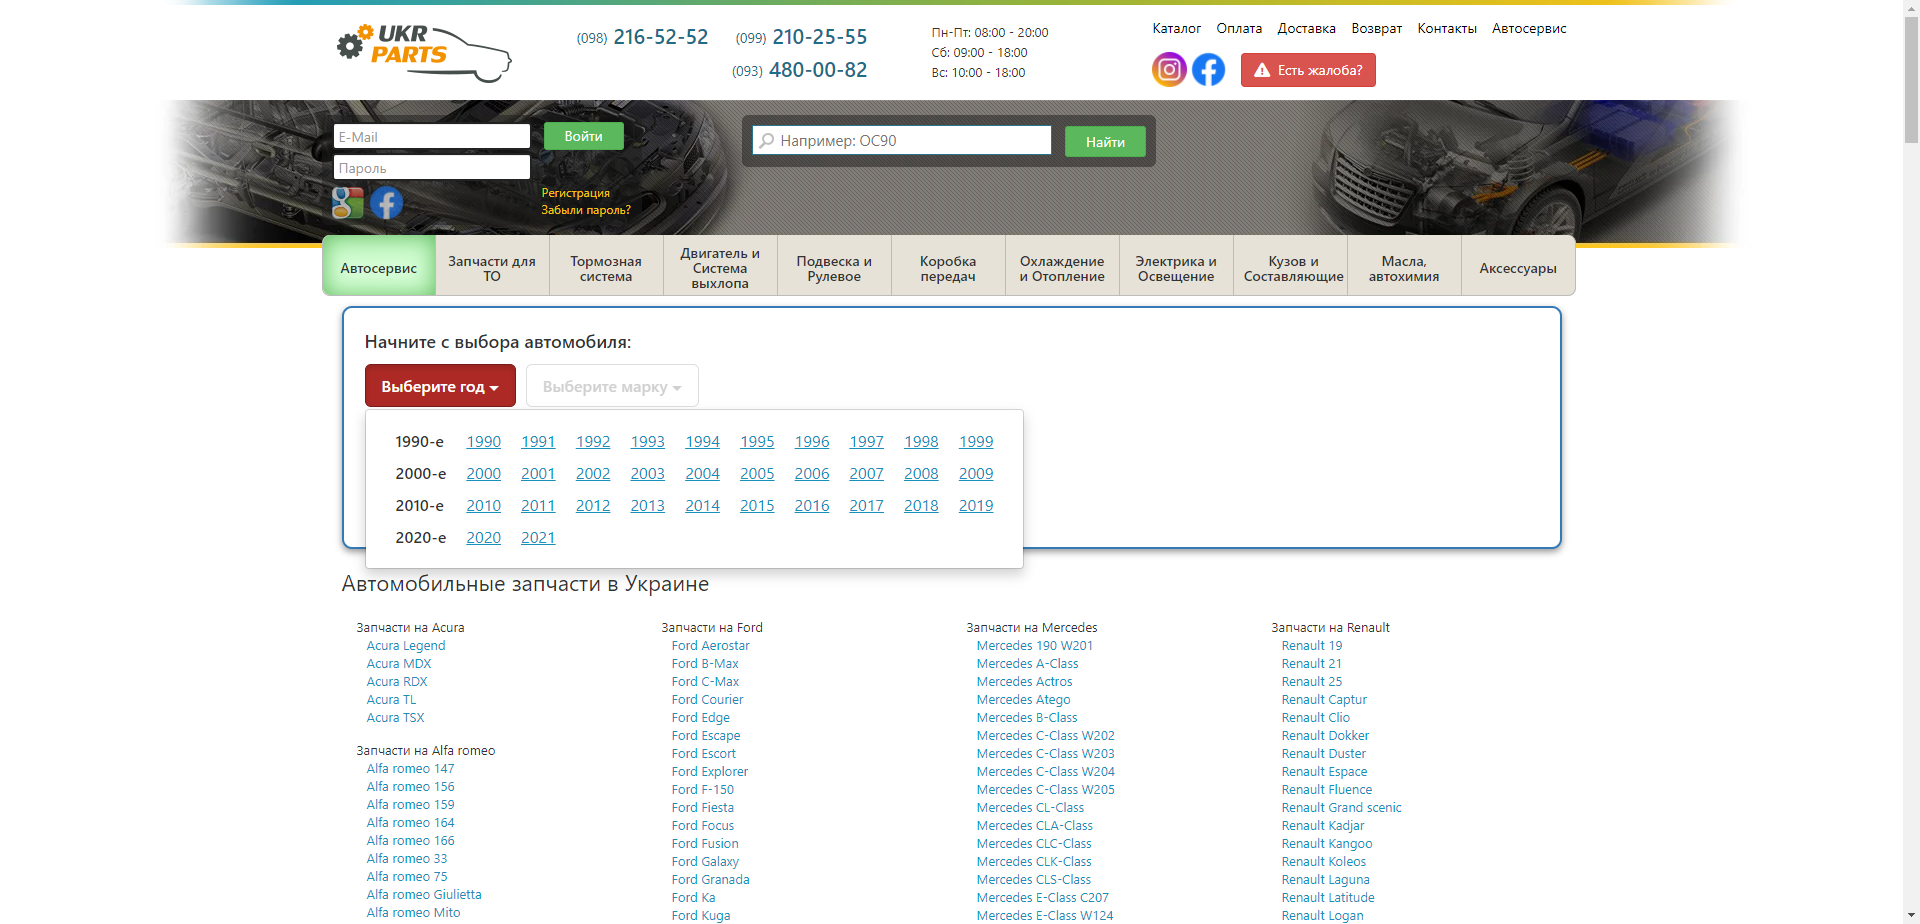 UKR
PARTS
(098) 216-52-52
(099) 210-25-55
(093) 480-00-82
Пн-Пт: 08:00 - 20:00
Сб: 09:00 - 18:00
Вс: 10:00 - 18:00
Каталог Оплата Доставка Возврат Контакты Автосервис
Есть жалоба?
E-Mail
Войти
Пароль
Регистрация
Забыли пароль?
Например: OC90
Найти
Автосервис
Запчасти для
ТО
Тормозная
система
Двигатель и
Система
выхлопа
Подвеска и
Рулевое
Коробка
передач
Охлаждение
и Отопление
Электрика и
Освещение
Кузов и
Составляющие
Масла,
автохимия
Аксессуары
Начните с выбора автомобиля:
Выберите год
Выберите марку
1990-е 1990 1991 1992 1993 1994 1995 1996 1997 1998 1999
2000-е 2000 2001 2002 2003 2004 2005 2006 2007 2008 2009
2010-е 2010 2011 2012 2013 2014 2015 2016 2017 2018 2019
2020-е 2020 2021
Автомобильные запчасти в Украине
Запчасти на Acura
Acura Legend
Acura MDX
Acura RDX
Acura TL
Acura TSX
Запчасти на Alfa romeo
Alfa romeo 147
Alfa romeo 156
Alfa romeo 159
Alfa romeo 164
Alfa romeo 166
Alfa romeo 33
Alfa romeo 75
Alfa romeo Giulietta
Alfa romeo Mito
Запчасти на Ford
Ford Aerostar
Ford B-Max
Ford C-Max
Ford Courier
Ford Edge
Ford Escape
Ford Escort
Ford Explorer
Ford F-150
Ford Fiesta
Ford Focus
Ford Fusion
Ford Galaxy
Ford Granada
Ford Ka
Ford Kuga
Запчасти на Mercedes
Mercedes 190 W201
Mercedes A-Class
Mercedes Actros
Mercedes Atego
Mercedes B-Class
Mercedes C-Class W202
Mercedes C-Class W203
Mercedes C-Class W204
Mercedes C-Class W205
Mercedes CL-Class
Mercedes CLA-Class
Mercedes CLC-Class
Mercedes CLK-Class
Mercedes CLS-Class
Mercedes E-Class C207
Mercedes E-Class W124
Запчасти на Renault
Renault 19
Renault 21
Renault 25
Renault Captur
Renault Clio
Renault Dokker
Renault Duster
Renault Espace
Renault Fluence
Renault Grand scenic
Renault Kadjar
Renault Kangoo
Renault Koleos
Renault Laguna
Renault Latitude
Renault Logan